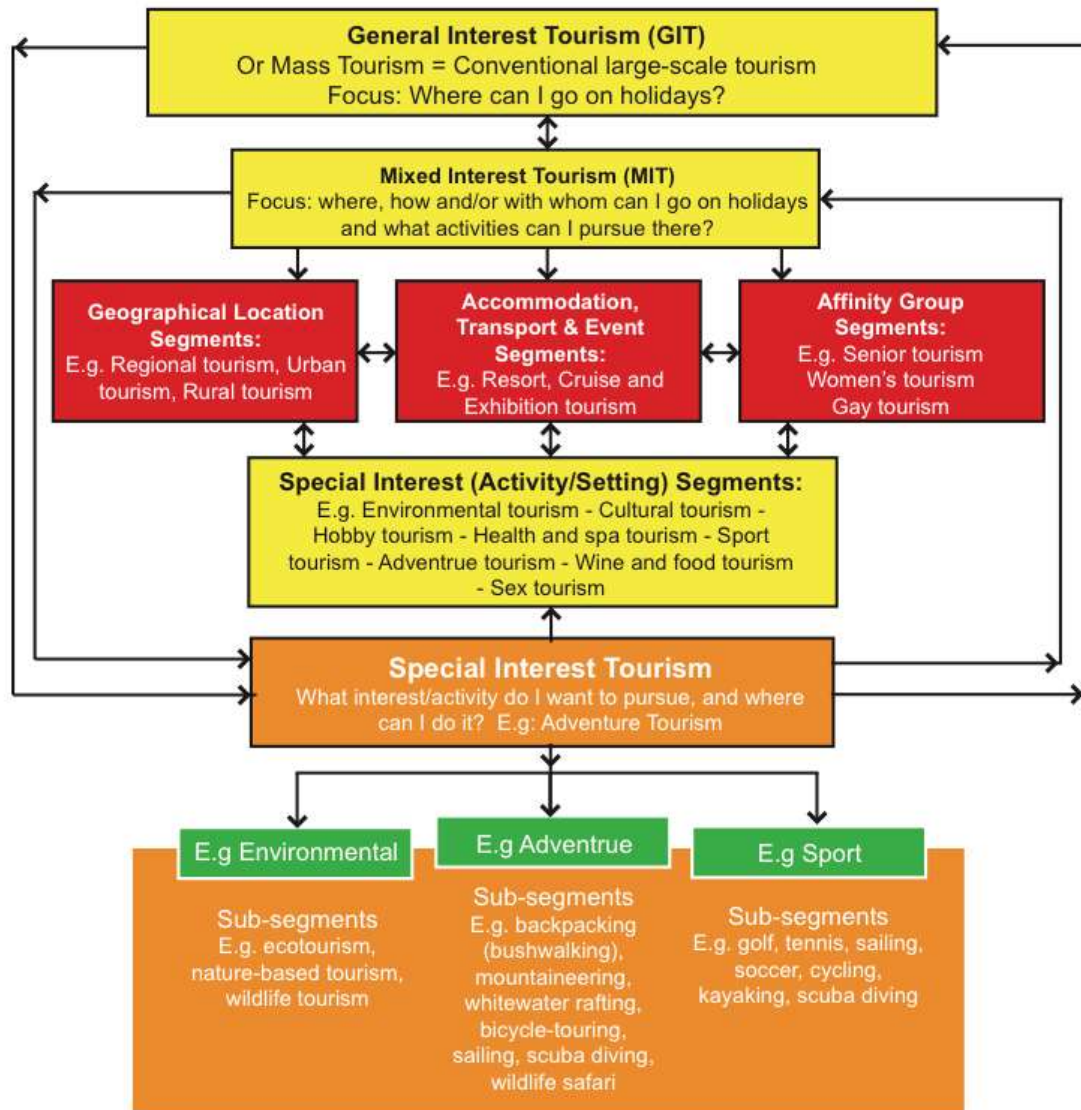 General Interest Tourism (GIT)
Or Mass Tourism = Conventional large-scale tourism
Focus: Where can I go on holidays?
Mixed Interest Tourism (MIT)
Focus: where, how and/or with whom can I go on holidays
and what activities can I pursue there?
Geographical Location
Segments:
E.g. Regional tourism, Urban
tourism, Rural tourism
Accommodation,
Transport & Event
Segments:
E.g. Resort, Cruise and
Exhibition tourism
Affinity Group
Segments:
E.g. Senior tourism
Women's tourism
Gay tourism
Special Interest (Activity/Setting) Segments:
E.g. Environmental tourism - Cultural tourism -
Hobby tourism - Health and spa tourism - Sport
tourism - Adventrue tourism - Wine and food tourism
- Sex tourism
Special Interest Tourism
What interest/activity do I want to pursue, and where
can I do it? E.g: Adventure Tourism
E.g Environmental
Sub-segments
E.g. ecotourism,
nature-based tourism,
wildlife tourism
E.g Adventrue
Sub-segments
E.g. backpacking
(bushwalking),
mountaineering,
whitewater rafting,
bicycle-touring,
sailing, scuba diving,
wildlife safari
E.g Sport
Sub-segments
E.g. golf, tennis, sailing,
soccer, cycling,
kayaking, scuba diving